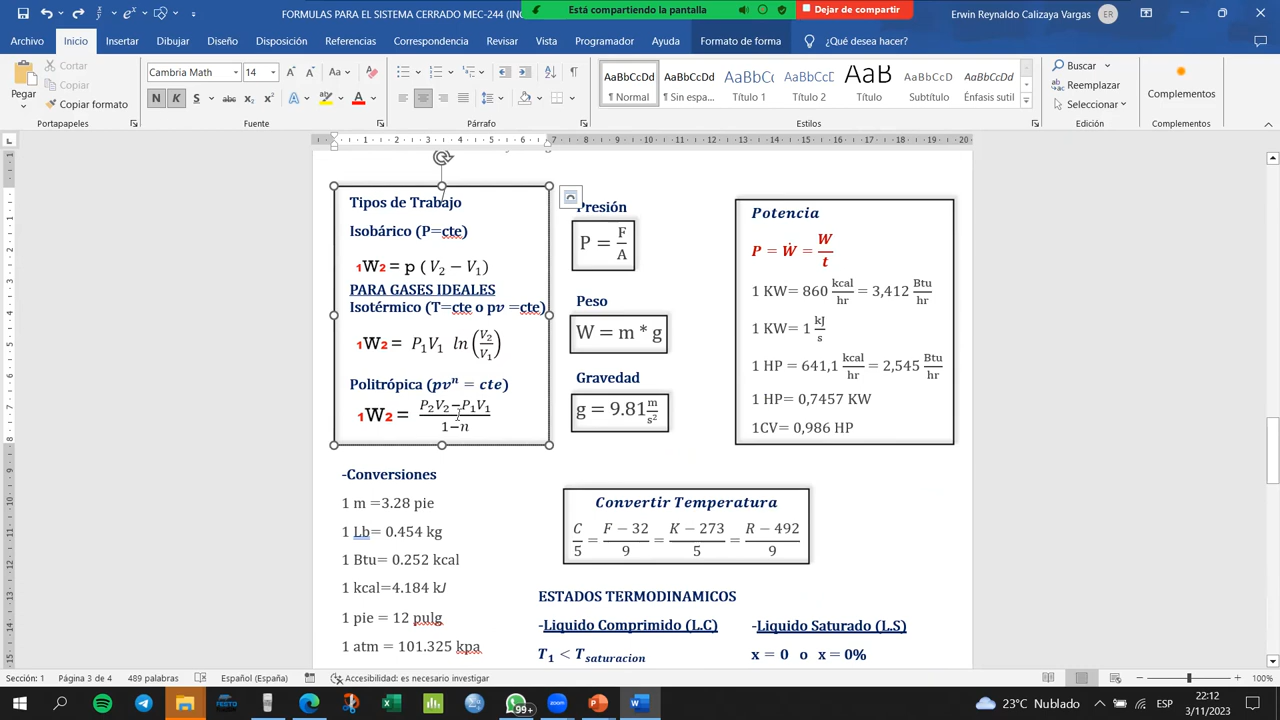 FORMULAS PARA EL SISTEMA CERRADO MEC-244 (IN
Está compartiendo la pantalla
Dejar de compartir
Erwin Reynaldo Calizaya Vargas
ER
Archivo Inicio Insertar Dibujar Diseño Disposición Referencias Correspondencia Revisar Vista Programador Ayuda Formato de forma ¿Qué desea hacer?
Pegar
Cortar
Copiar
Copiar formato
Portapapeles
Cambria Math 14
N K S abc x₂ x²
Fuente
Párrafo
AaBbCcDd AaBbCcDd AaBbCc AaBbCcD AaB AaBbCcD AaBbCcDd
¶ Normal ¶ Sin espa... Título 1 Título 2 Título Subtítulo Énfasis sutil
Estilos
Buscar
Reemplazar
Seleccionar
Edición
Complementos
Complementos
Tipos de Trabajo
Isobárico (P=cte)
₁W₂ = p ( V₂ − V₁)
PARA GASES IDEALES
Isotérmico (T=cte o pv =cte)
₁W₂ = P₁V₁ ln (V₂/V₁)
Politrópica (pvⁿ = cte)
₁W₂ = (P₂V₂−P₁V₁)/(1−n)
Presión
P = F/A
Peso
W = m * g
Gravedad
g = 9.81 m/s²
Potencia
P = Ẇ = W/t
1 KW= 860 kcal/hr = 3,412 Btu/hr
1 KW= 1 kJ/s
1 HP = 641,1 kcal/hr = 2,545 Btu/hr
1 HP= 0,7457 KW
1CV= 0,986 HP
-Conversiones
1 m =3.28 pie
1 Lb= 0.454 kg
1 Btu= 0.252 kcal
1 kcal=4.184 kJ
1 pie = 12 pulg
1 atm = 101.325 kpa
Convertir Temperatura
C/5 = (F − 32)/9 = (K − 273)/5 = (R − 492)/9
ESTADOS TERMODINAMICOS
-Liquido Comprimido (L.C)
T₁ < Tsaturacion
-Liquido Saturado (L.S)
x = 0 o x = 0%
Sección: 1 Página 3 de 4 489 palabras Español (España) Accesibilidad: es necesario investigar
100%
FESTO
99+
zoom
23°C Nublado
ESP
22:12
3/11/2023